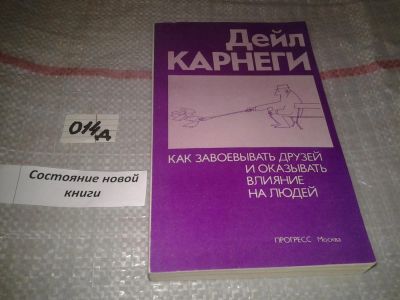 Дейл
КАРНЕГИ
КАК ЗАВОЕВЫВАТЬ ДРУЗЕЙ
И ОКАЗЫВАТЬ
ВЛИЯНИЕ
НА ЛЮДЕЙ
ПРОГРЕСС Москва
014д
Состояние новой
книги